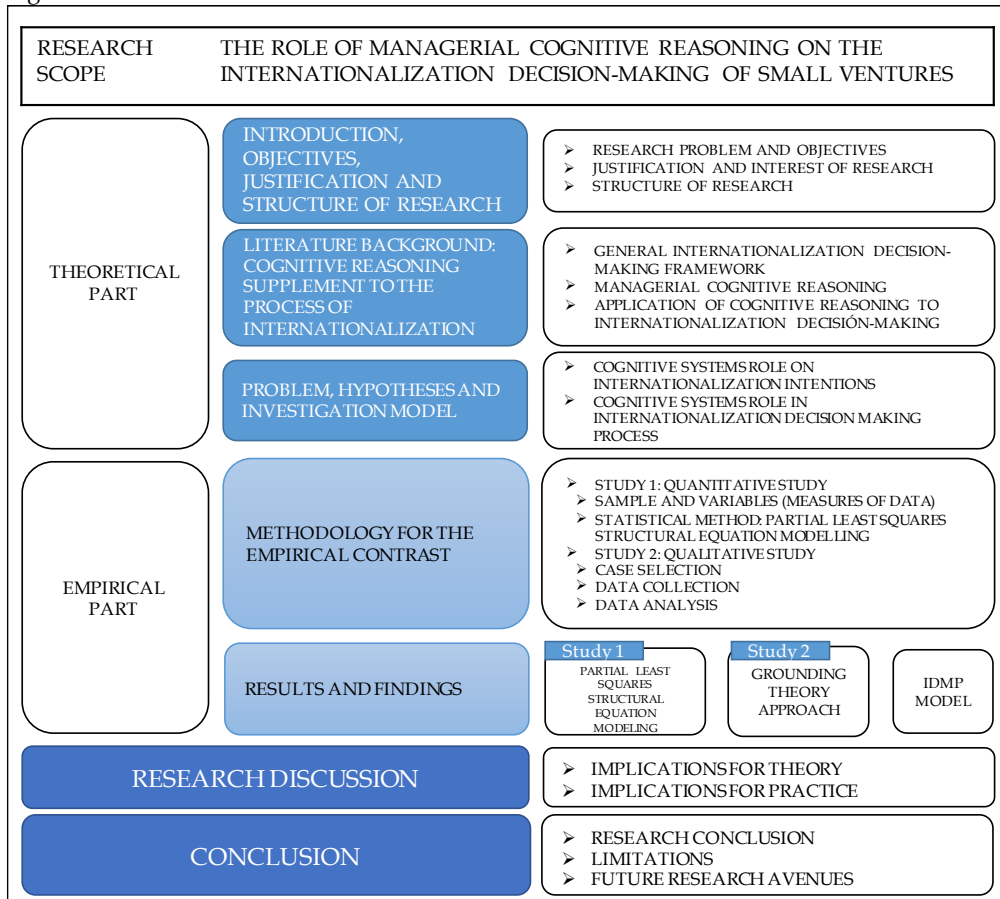 RESEARCH SCOPE
THE ROLE OF MANAGERIAL COGNITIVE REASONING ON THE
INTERNATIONALIZATION DECISION-MAKING OF SMALL VENTURES
THEORETICAL
PART
INTRODUCTION,
OBJECTIVES,
JUSTIFICATION AND
STRUCTURE OF RESEARCH
➢ RESEARCH PROBLEM AND OBJECTIVES
➢ JUSTIFICATION AND INTEREST OF RESEARCH
➢ STRUCTURE OF RESEARCH
LITERATURE BACKGROUND:
COGNITIVE REASONING
SUPPLEMENT TO THE
PROCESS OF
INTERNATIONALIZATION
➢ GENERAL INTERNATIONALIZATION DECISION-
MAKING FRAMEWORK
➢ MANAGERIAL COGNITIVE REASONING
➢ APPLICATION OF COGNITIVE REASONING TO
INTERNATIONALIZATION DECISIÓN-MAKING
PROBLEM, HYPOTHESES AND
INVESTIGATION MODEL
➢ COGNITIVE SYSTEMS ROLE ON
INTERNATIONALIZATION INTENTIONS
➢ COGNITIVE SYSTEMS ROLE IN
INTERNATIONALIZATION DECISION MAKING
PROCESS
EMPIRICAL
PART
METHODOLOGY FOR THE
EMPIRICAL CONTRAST
➢ STUDY 1: QUANTITATIVE STUDY
➢ SAMPLE AND VARIABLES (MEASURES OF DATA)
➢ STATISTICAL METHOD: PARTIAL LEAST SQUARES
STRUCTURAL EQUATION MODELLING
➢ STUDY 2: QUALITATIVE STUDY
➢ CASE SELECTION
➢ DATA COLLECTION
➢ DATA ANALYSIS
RESULTS AND FINDINGS
Study 1
PARTIAL LEAST
SQUARES
STRUCTURAL
EQUATION
MODELING
Study 2
GROUNDING
THEORY
APPROACH
IDMP
MODEL
RESEARCH DISCUSSION
➢ IMPLICATIONS FOR THEORY
➢ IMPLICATIONS FOR PRACTICE
CONCLUSION
➢ RESEARCH CONCLUSION
➢ LIMITATIONS
➢ FUTURE RESEARCH AVENUES